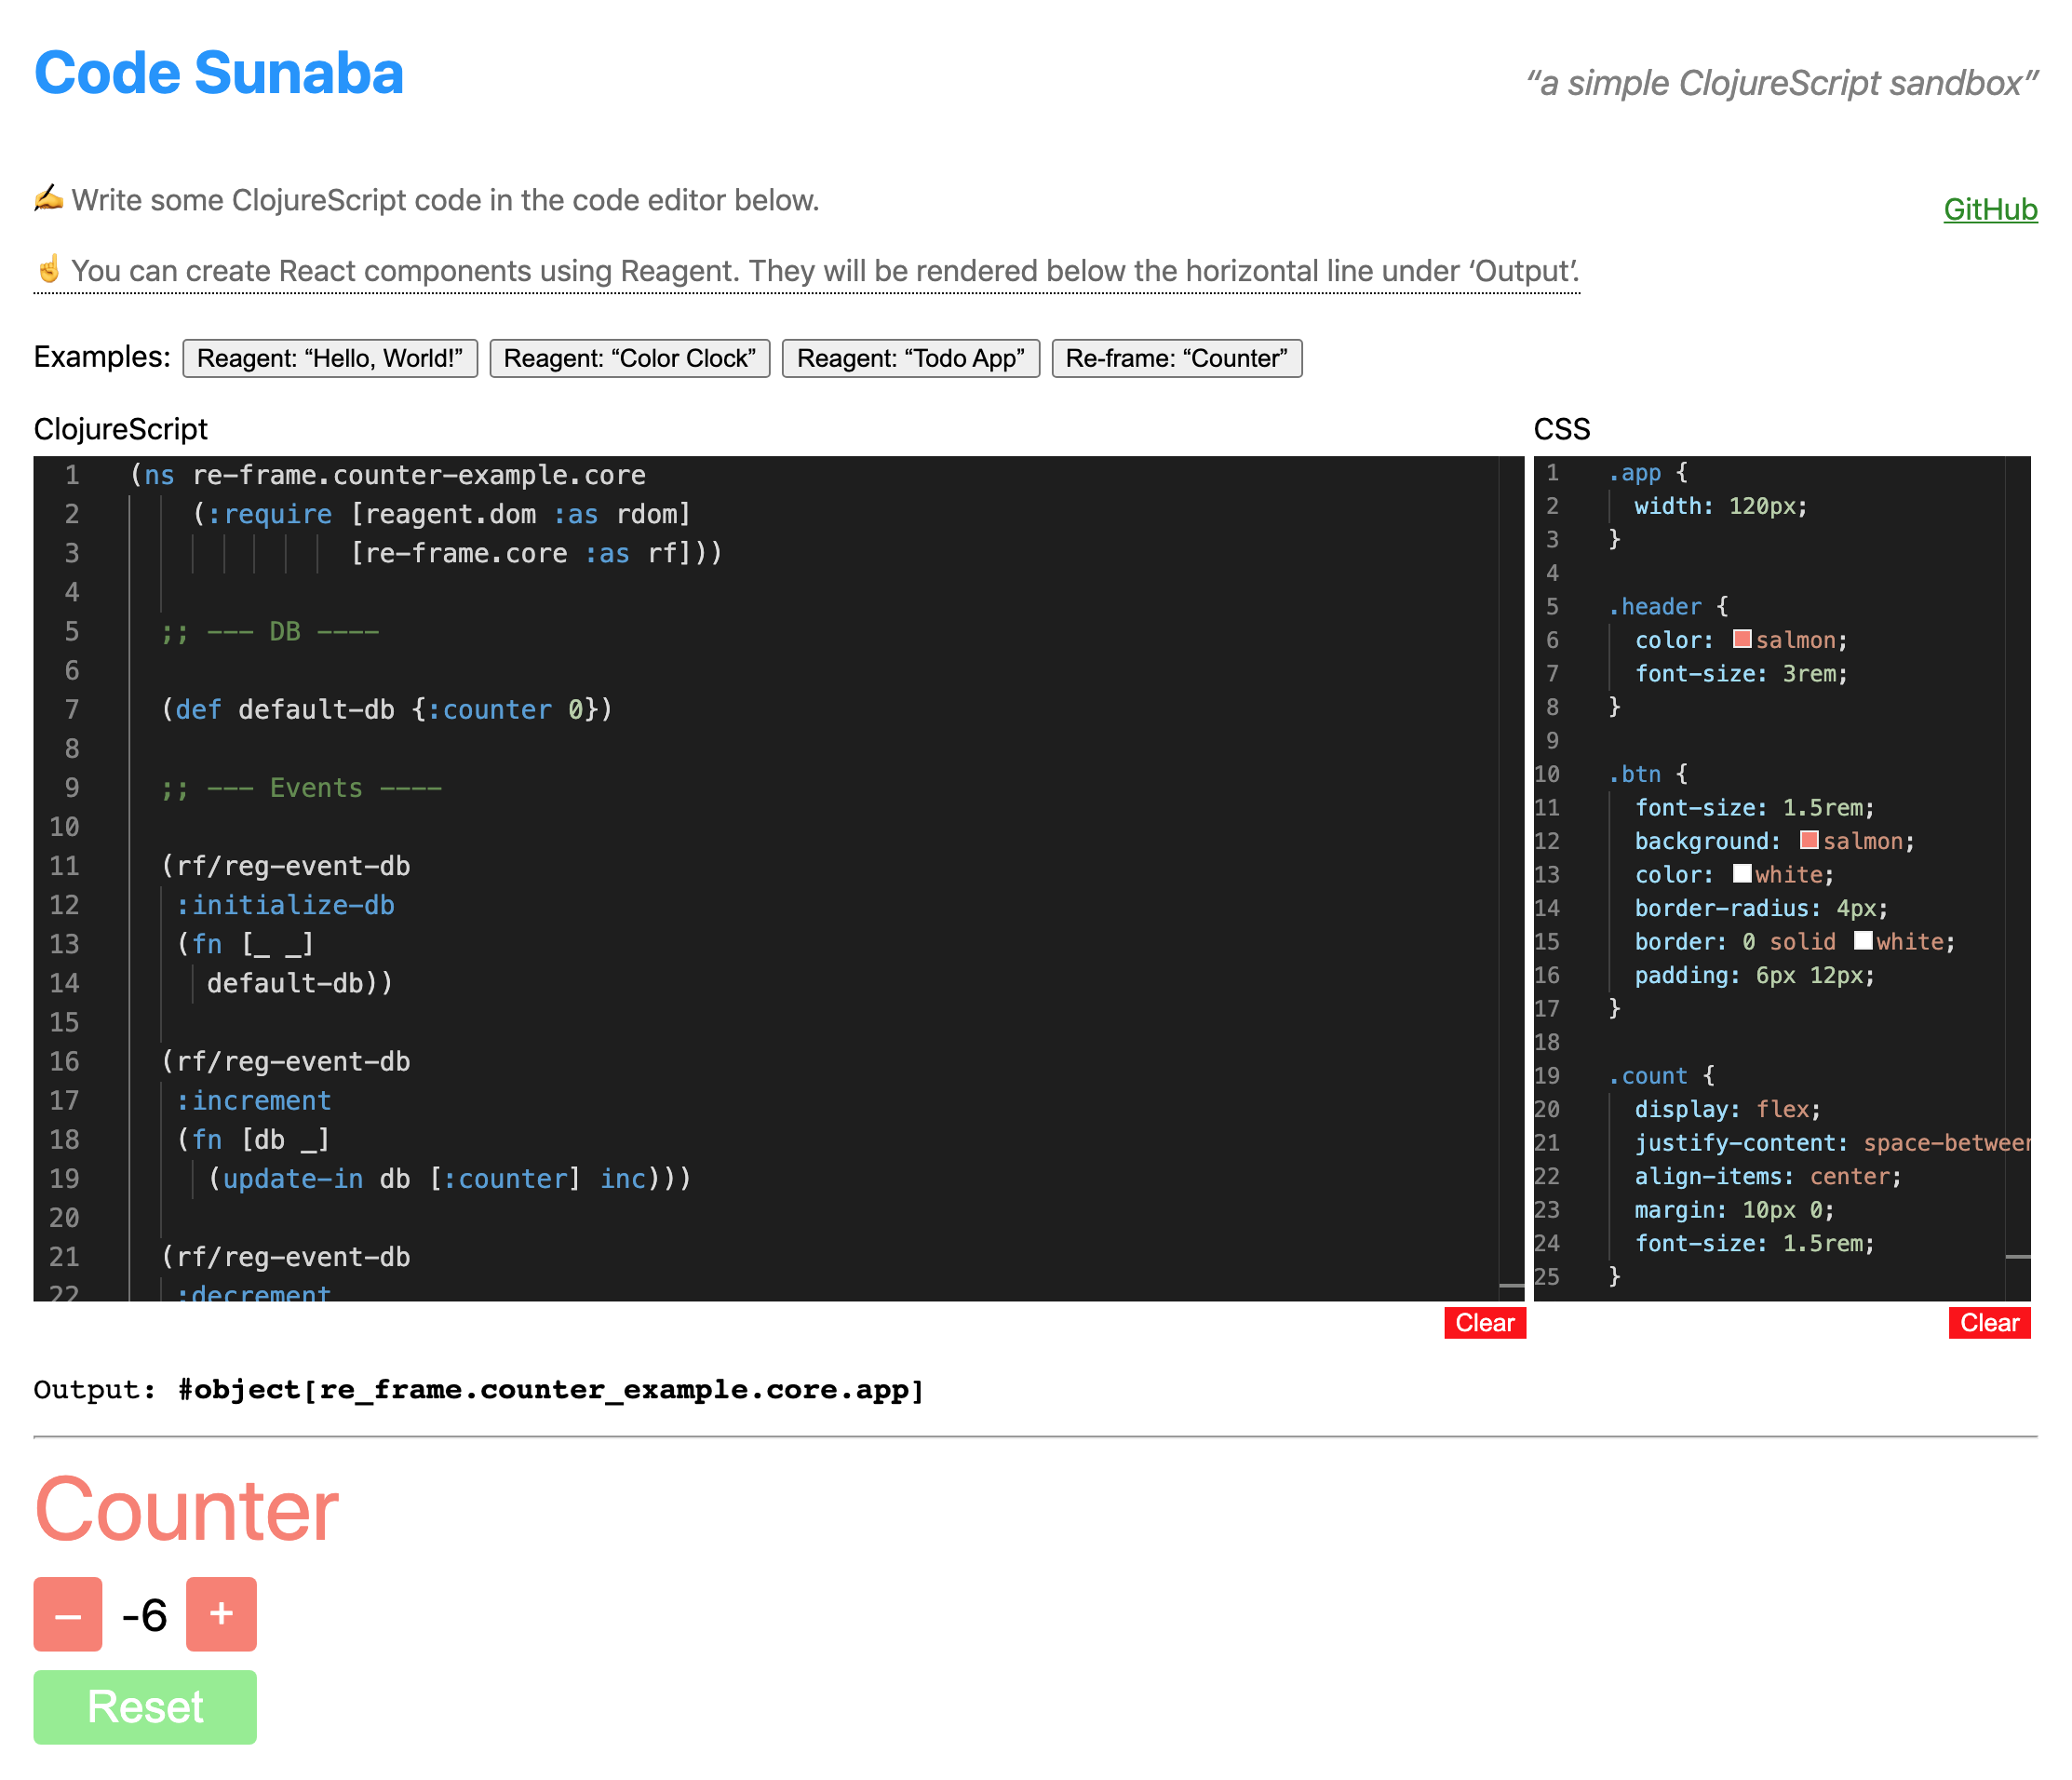 Code Sunaba
“a simple ClojureScript sandbox”
✍️ Write some ClojureScript code in the code editor below.
GitHub
☝️ You can create React components using Reagent. They will be rendered below the horizontal line under ‘Output’.
Examples: Reagent: “Hello, World!” Reagent: “Color Clock” Reagent: “Todo App” Re-frame: “Counter”
ClojureScript
1 (ns re-frame.counter-example.core
2 (:require [reagent.dom :as rdom]
3 [re-frame.core :as rf]))
4
5 ;; --- DB ----
6
7 (def default-db {:counter 0})
8
9 ;; --- Events ----
10
11 (rf/reg-event-db
12 :initialize-db
13 (fn [_ _]
14 default-db))
15
16 (rf/reg-event-db
17 :increment
18 (fn [db _]
19 (update-in db [:counter] inc)))
20
21 (rf/reg-event-db
22 :decrement
Clear
CSS
1 .app {
2 width: 120px;
3 }
4
5 .header {
6 color: salmon;
7 font-size: 3rem;
8 }
9
10 .btn {
11 font-size: 1.5rem;
12 background: salmon;
13 color: white;
14 border-radius: 4px;
15 border: 0 solid white;
16 padding: 6px 12px;
17 }
18
19 .count {
20 display: flex;
21 justify-content: space-between
22 align-items: center;
23 margin: 10px 0;
24 font-size: 1.5rem;
25 }
Clear
Output: #object[re_frame.counter_example.core.app]
Counter
– -6 +
Reset